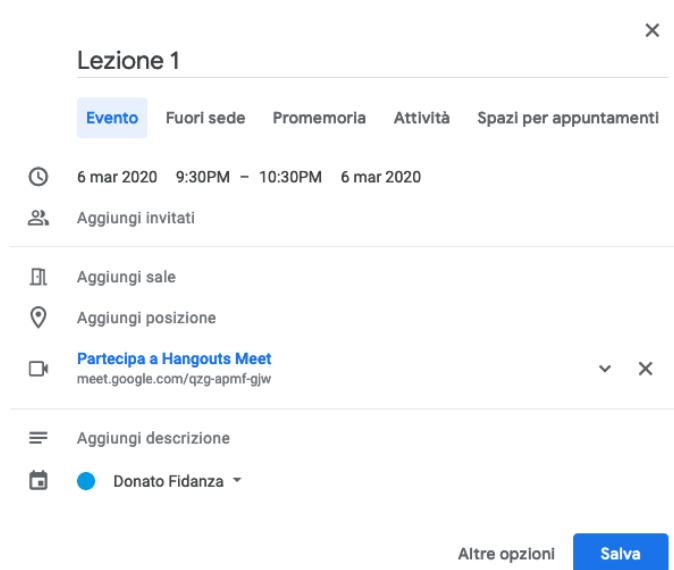 Lezione 1
Evento Fuori sede Promemoria Attività Spazi per appuntamenti
6 mar 2020 9:30PM – 10:30PM 6 mar 2020
Aggiungi invitati
Aggiungi sale
Aggiungi posizione
Partecipa a Hangouts Meet
meet.google.com/qzg-apmf-gjw
Aggiungi descrizione
Donato Fidanza
Altre opzioni Salva